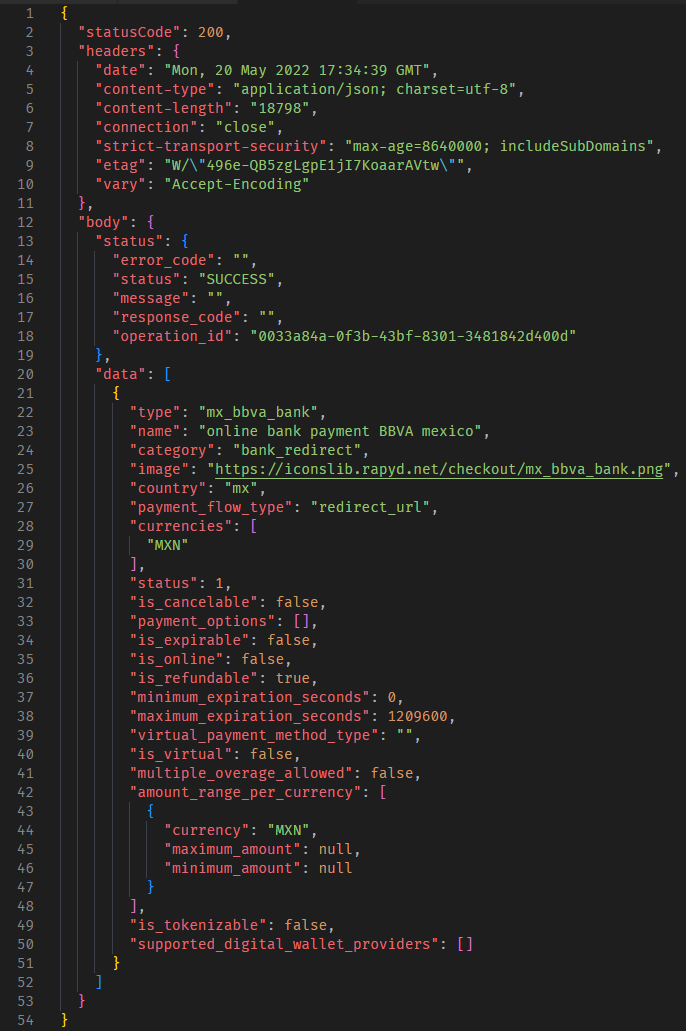 1 {
2 "statusCode": 200,
3 "headers": {
4 "date": "Mon, 20 May 2022 17:34:39 GMT",
5 "content-type": "application/json; charset=utf-8",
6 "content-length": "18798",
7 "connection": "close",
8 "strict-transport-security": "max-age=8640000; includeSubDomains",
9 "etag": "W/\"496e-QB5zgLgpE1jI7KoaarAVtw\"",
10 "vary": "Accept-Encoding"
11 },
12 "body": {
13 "status": {
14 "error_code": "",
15 "status": "SUCCESS",
16 "message": "",
17 "response_code": "",
18 "operation_id": "0033a84a-0f3b-43bf-8301-3481842d400d"
19 },
20 "data": [
21 {
22 "type": "mx_bbva_bank",
23 "name": "online bank payment BBVA mexico",
24 "category": "bank_redirect",
25 "image": "https://iconslib.rapyd.net/checkout/mx_bbva_bank.png",
26 "country": "mx",
27 "payment_flow_type": "redirect_url",
28 "currencies": [
29 "MXN"
30 ],
31 "status": 1,
32 "is_cancelable": false,
33 "payment_options": [],
34 "is_expirable": false,
35 "is_online": false,
36 "is_refundable": true,
37 "minimum_expiration_seconds": 0,
38 "maximum_expiration_seconds": 1209600,
39 "virtual_payment_method_type": "",
40 "is_virtual": false,
41 "multiple_overage_allowed": false,
42 "amount_range_per_currency": [
43 {
44 "currency": "MXN",
45 "maximum_amount": null,
46 "minimum_amount": null
47 }
48 ],
49 "is_tokenizable": false,
50 "supported_digital_wallet_providers": []
51 }
52 ]
53 }
54 }